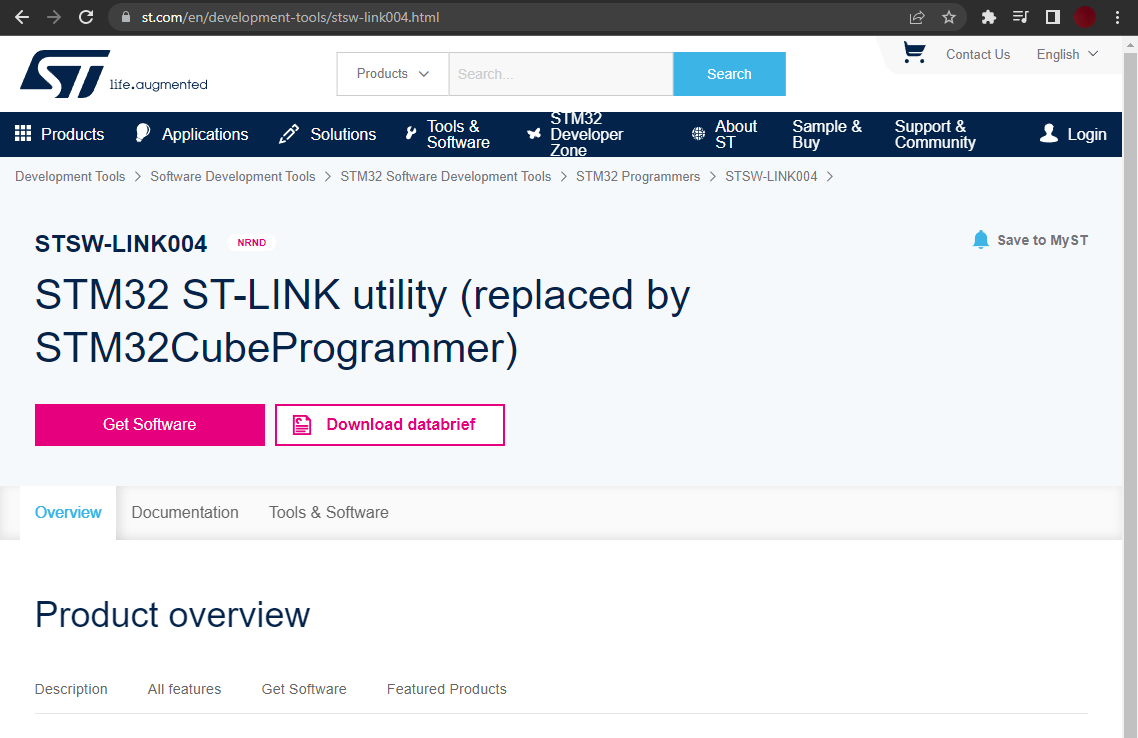 st.com/en/development-tools/stsw-link004.html
ST life.augmented
Products
Search...
Search
Contact Us
English
Products
Applications
Solutions
Tools &
Software
STM32
Developer
Zone
About
ST
Sample &
Buy
Support &
Community
Login
Development Tools > Software Development Tools > STM32 Software Development Tools > STM32 Programmers > STSW-LINK004 >
STSW-LINK004 NRND
Save to MyST
STM32 ST-LINK utility (replaced by
STM32CubeProgrammer)
Get Software
Download databrief
Overview
Documentation
Tools & Software
Product overview
Description
All features
Get Software
Featured Products